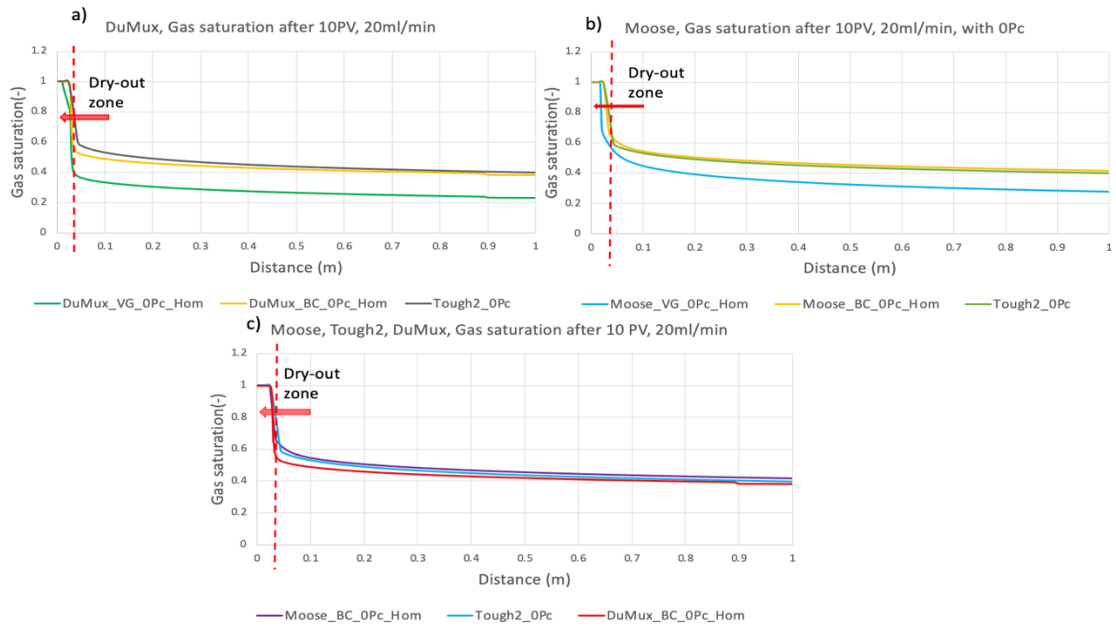 a)
DuMux, Gas saturation after 10PV, 20ml/min
Gas saturation(-)
1.2
1
0.8
0.6
0.4
0.2
0
Dry-out
zone
0 0.1 0.2 0.3 0.4 0.5 0.6 0.7 0.8 0.9 1
Distance (m)
DuMux_VG_0Pc_Hom DuMux_BC_0Pc_Hom Tough2_0Pc
b)
Moose, Gas saturation after 10PV, 20ml/min, with 0Pc
Gas saturation(-)
1.2
1
0.8
0.6
0.4
0.2
0
Dry-out
zone
0 0.1 0.2 0.3 0.4 0.5 0.6 0.7 0.8 0.9 1
Distance (m)
Moose_VG_0Pc_Hom Moose_BC_0Pc_Hom Tough2_0Pc
c)
Moose, Tough2, DuMux, Gas saturation after 10 PV, 20ml/min
Gas saturation(-)
1.2
1
0.8
0.6
0.4
0.2
0
Dry-out
zone
0 0.1 0.2 0.3 0.4 0.5 0.6 0.7 0.8 0.9 1
Distance (m)
Moose_BC_0Pc_Hom Tough2_0Pc DuMux_BC_0Pc_Hom